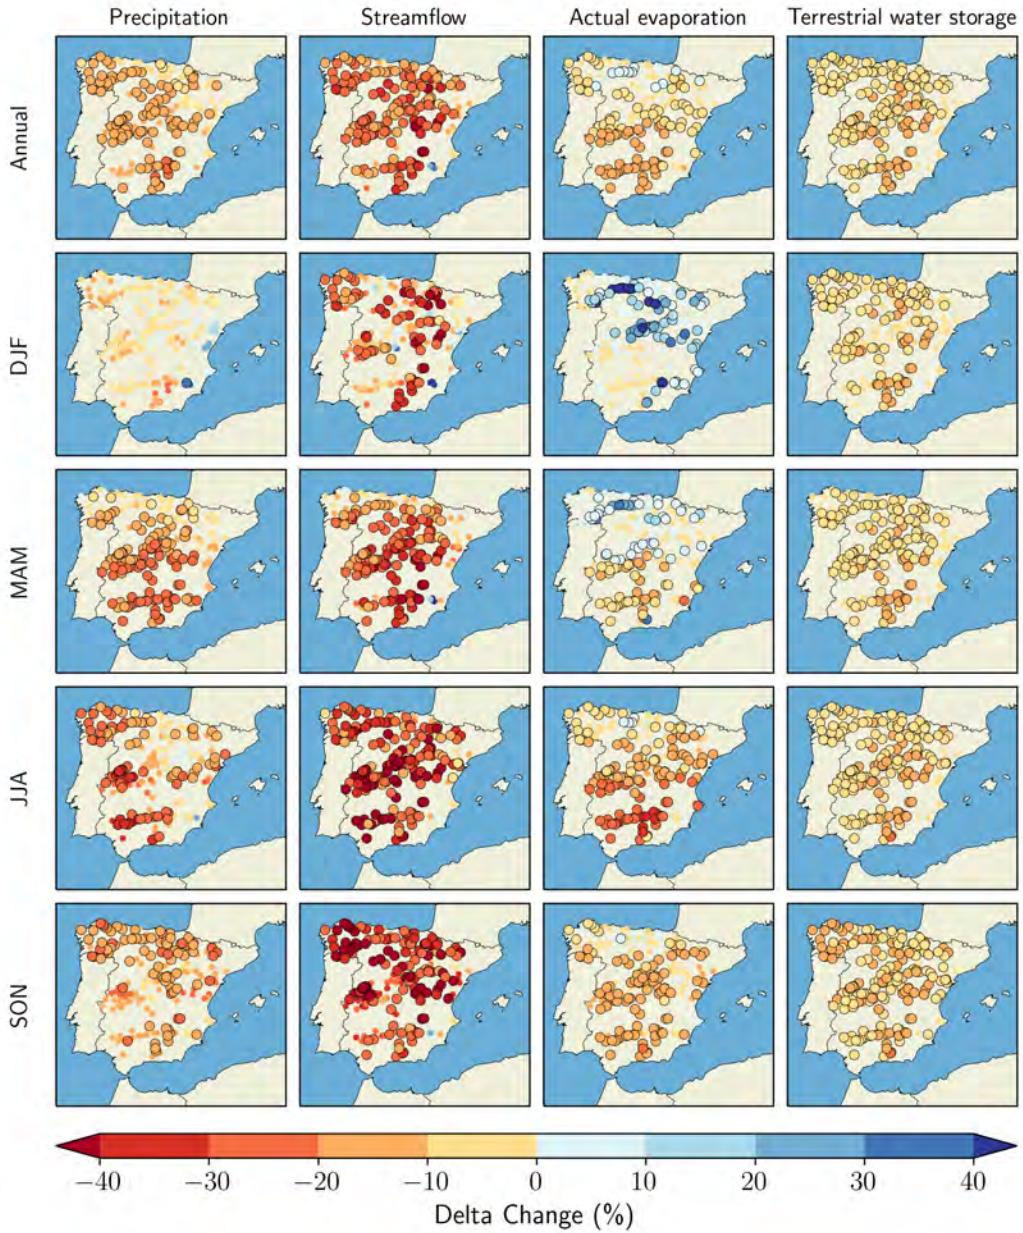 Precipitation Streamflow Actual evaporation Terrestrial water storage
Annual
DJF
MAM
JJA
SON
−40 −30 −20 −10 0 10 20 30 40
Delta Change (%)